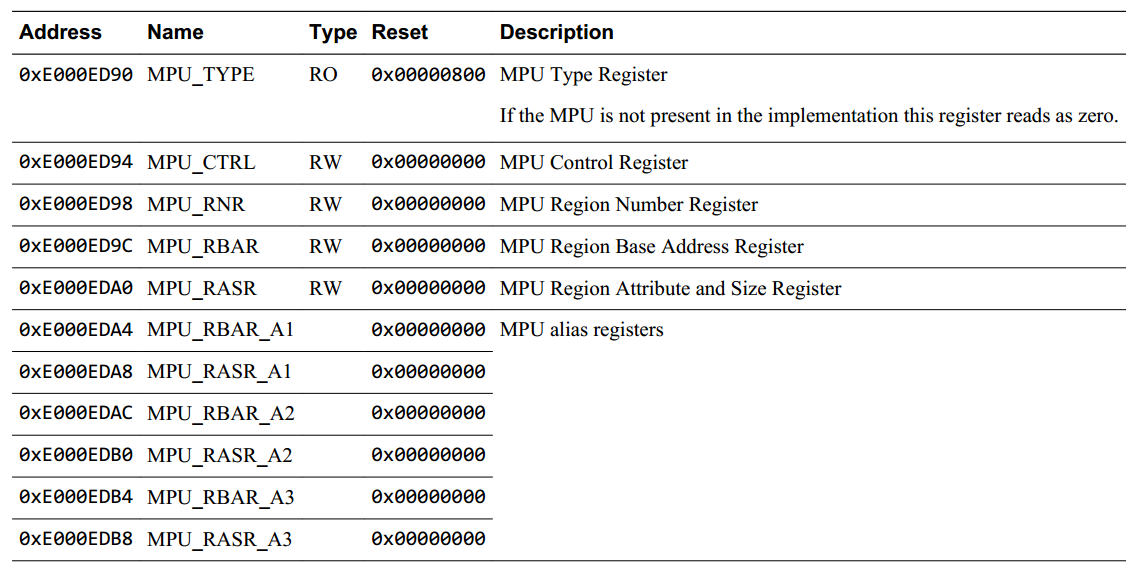 Address Name Type Reset Description
0xE000ED90 MPU_TYPE RO 0x00000800 MPU Type Register
If the MPU is not present in the implementation this register reads as zero.
0xE000ED94 MPU_CTRL RW 0x00000000 MPU Control Register
0xE000ED98 MPU_RNR RW 0x00000000 MPU Region Number Register
0xE000ED9C MPU_RBAR RW 0x00000000 MPU Region Base Address Register
0xE000EDA0 MPU_RASR RW 0x00000000 MPU Region Attribute and Size Register
0xE000EDA4 MPU_RBAR_A1 0x00000000 MPU alias registers
0xE000EDA8 MPU_RASR_A1 0x00000000
0xE000EDAC MPU_RBAR_A2 0x00000000
0xE000EDB0 MPU_RASR_A2 0x00000000
0xE000EDB4 MPU_RBAR_A3 0x00000000
0xE000EDB8 MPU_RASR_A3 0x00000000